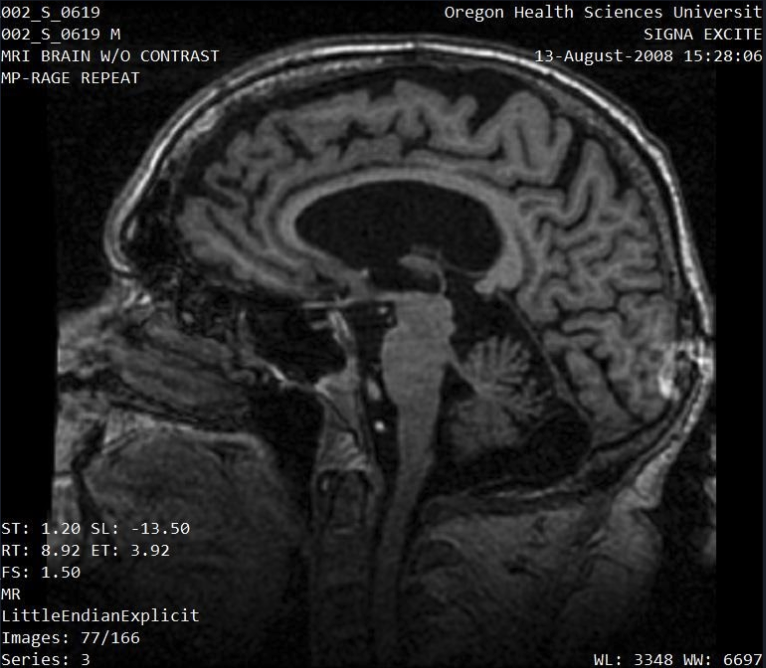 002_S_0619
002_S_0619 M
MRI BRAIN W/O CONTRAST
MP-RAGE REPEAT
Oregon Health Sciences Universit
SIGNA EXCITE
13-August-2008 15:28:06
ST: 1.20 SL: -13.50
RT: 8.92 ET: 3.92
FS: 1.50
MR
LittleEndianExplicit
Images: 77/166
Series: 3
WL: 3348 WW: 6697